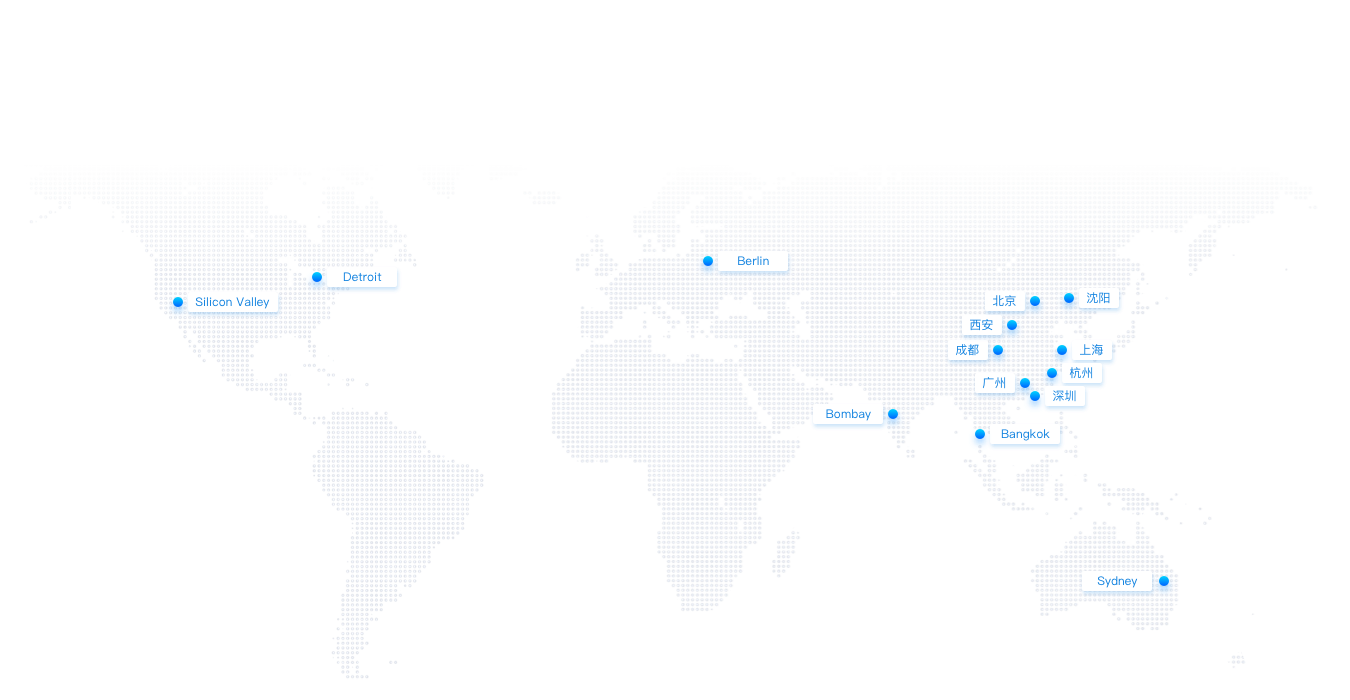 Berlin
Detroit
Silicon Valley
北京
沈阳
西安
成都
上海
杭州
广州
深圳
Bombay
Bangkok
Sydney